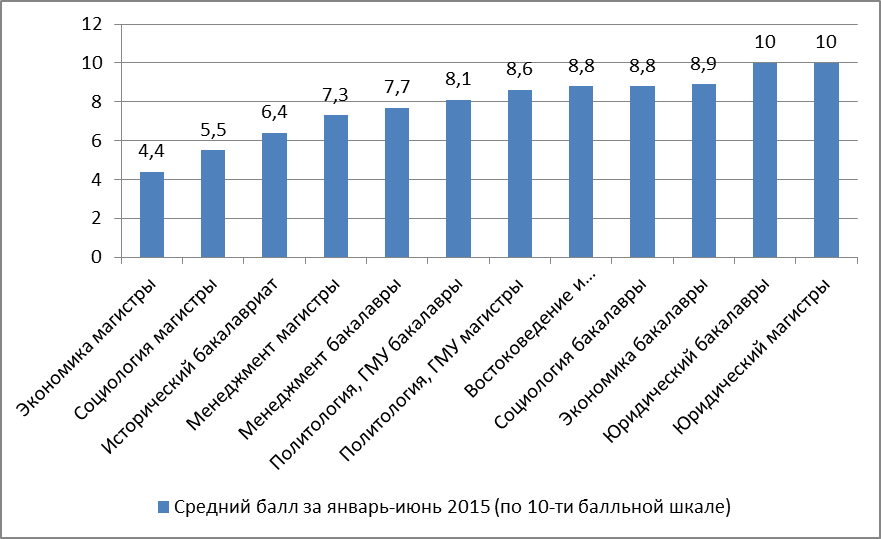 12
10
8
6
4
2
0
4,4
5,5
6,4
7,3
7,7
8,1
8,6
8,8
8,8
8,9
10
10
Экономика магистры
Социология магистры
Исторический бакалавриат
Менеджмент магистры
Менеджмент бакалавры
Политология, ГМУ бакалавры
Политология, ГМУ магистры
Востоковедение и...
Социология бакалавры
Экономика бакалавры
Юридический бакалавры
Юридический магистры
Средний балл за январь-июнь 2015 (по 10-ти балльной шкале)